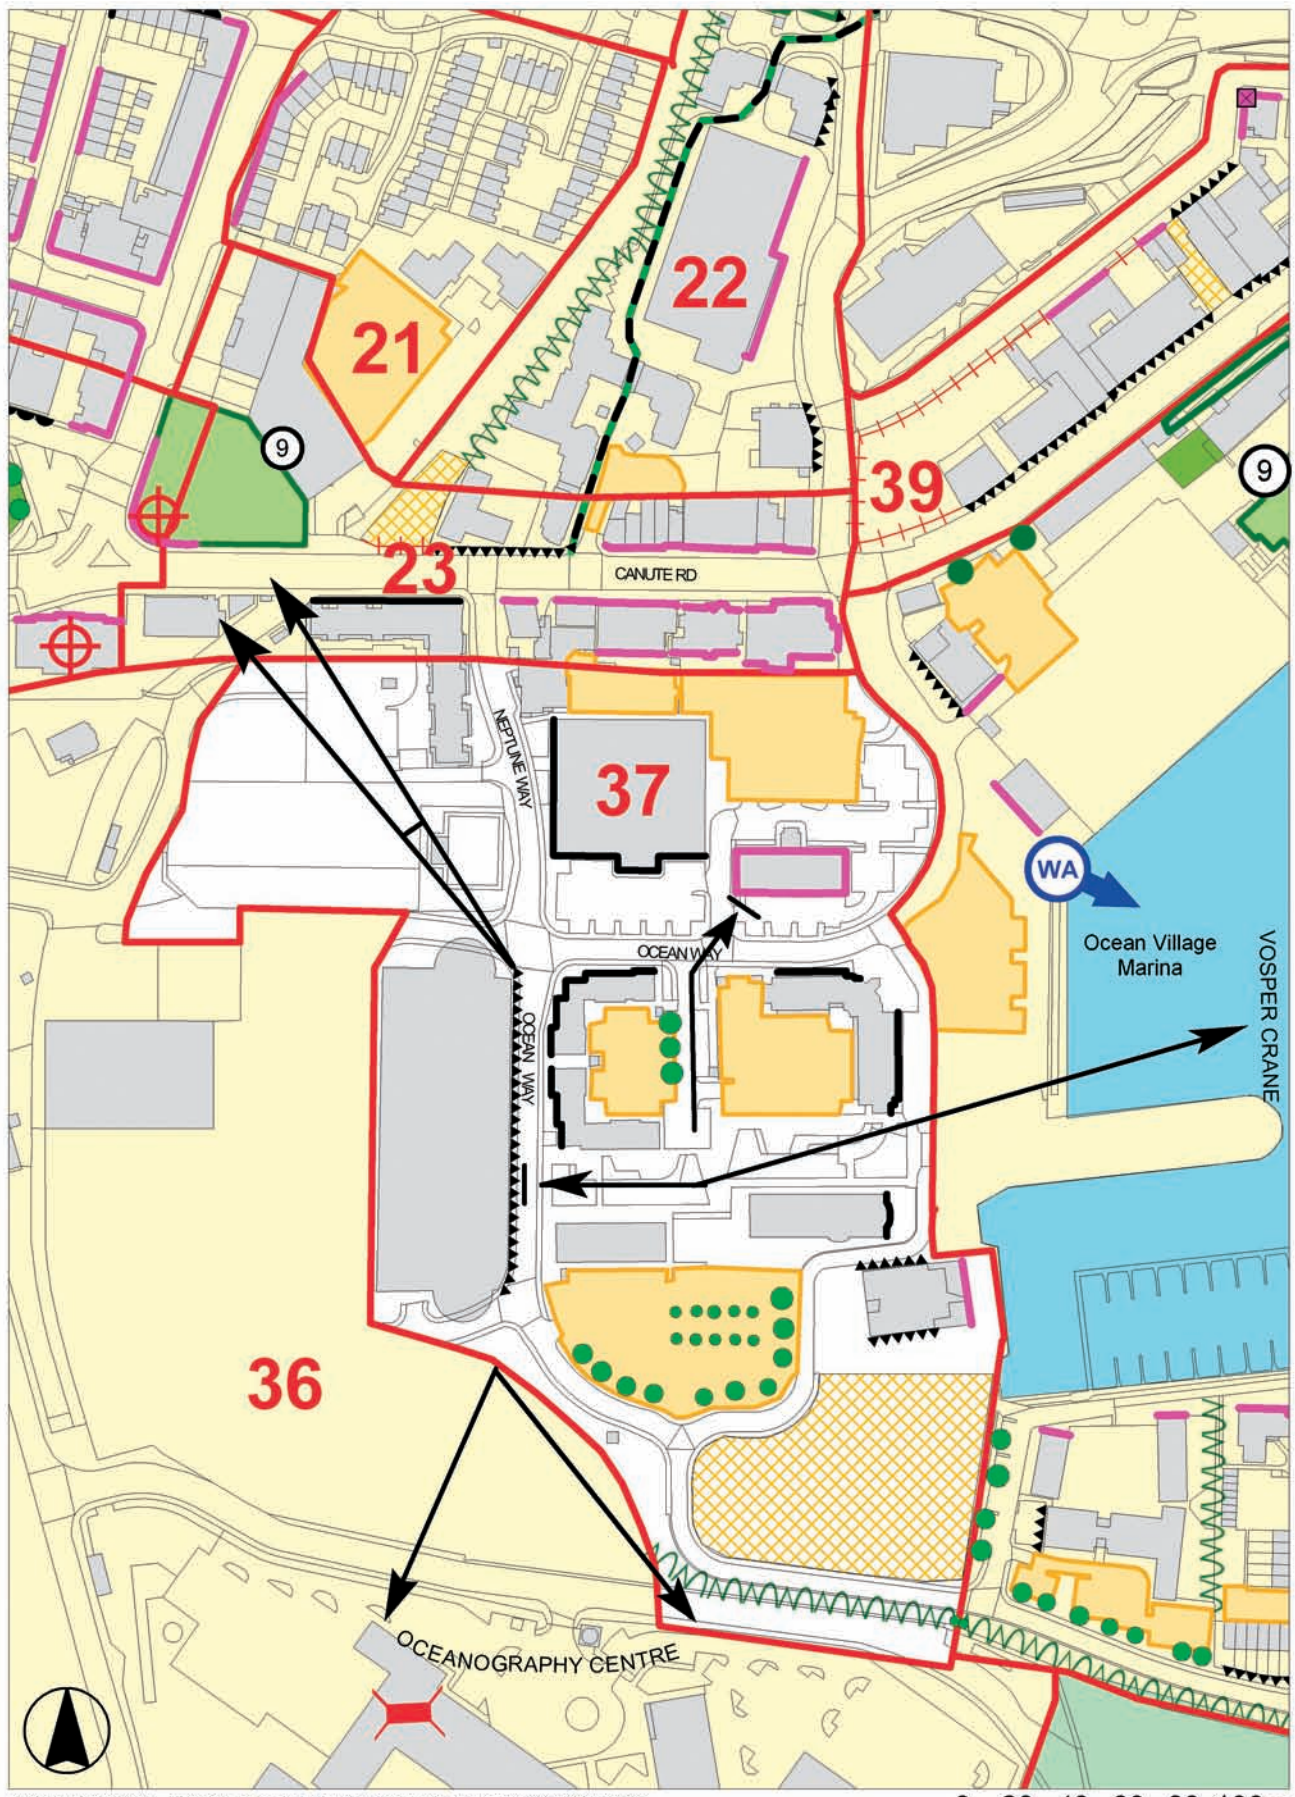 22
21
9
39
9
CANUTE RD
23
NEPTUNE WAY
37
WA
Ocean Village
Marina
VOSPER CRANE
OCEAN WAY
OCEAN WAY
36
OCEANOGRAPHY CENTRE